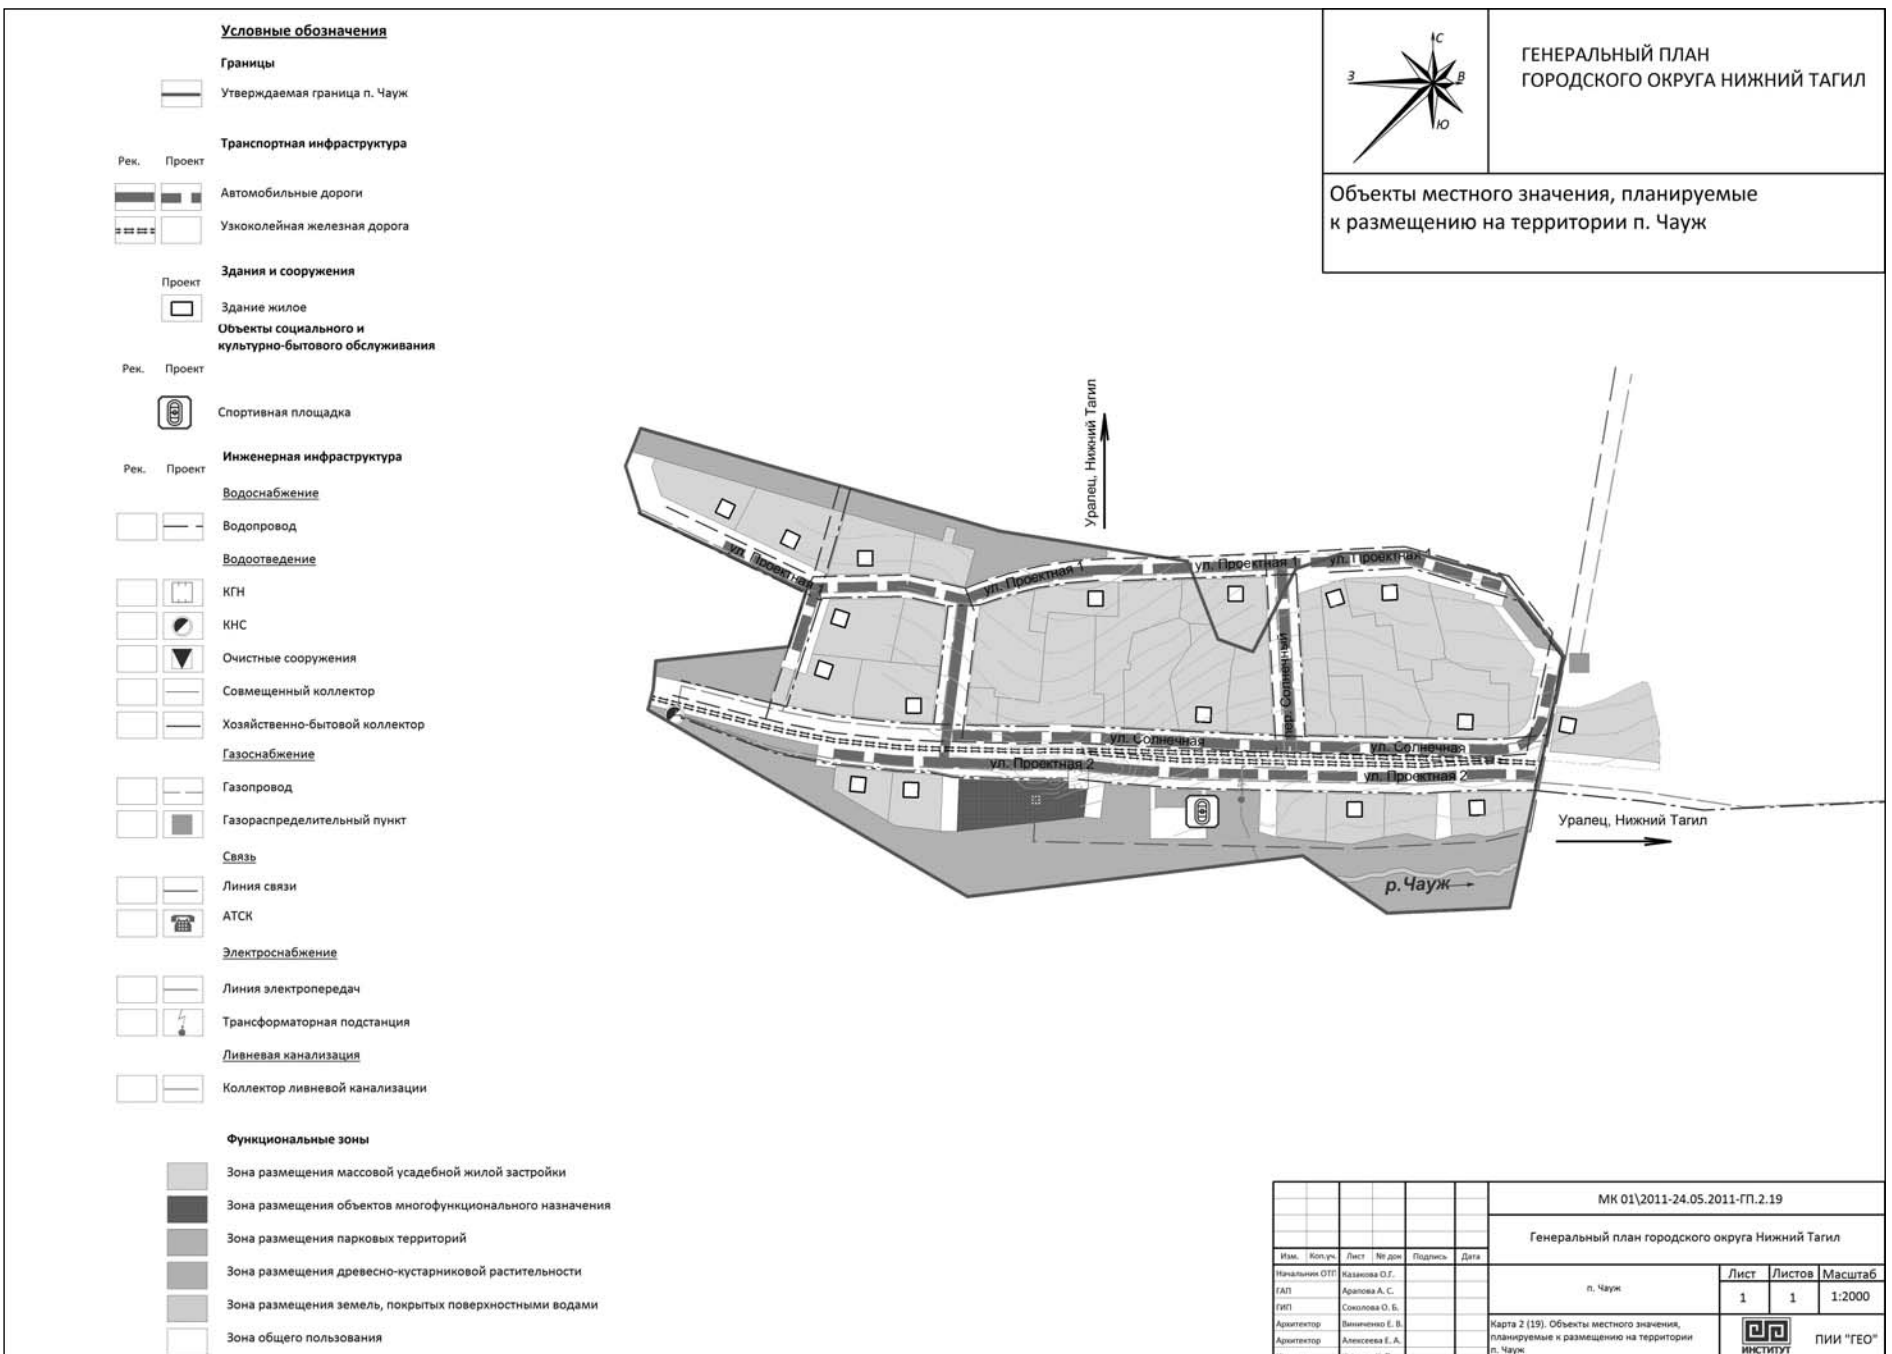 Условные обозначения
Границы
Утверждаемая граница п. Чауж
Транспортная инфраструктура
Рек. Проект
Автомобильные дороги
Узкоколейная железная дорога
Здания и сооружения
Проект
Здание жилое
Объекты социального и
культурно-бытового обслуживания
Рек. Проект
Спортивная площадка
Инженерная инфраструктура
Рек. Проект
Водоснабжение
Водопровод
Водоотведение
КГН
КНС
Очистные сооружения
Совмещенный коллектор
Хозяйственно-бытовой коллектор
Газоснабжение
Газопровод
Газораспределительный пункт
Связь
Линия связи
АТСК
Электроснабжение
Линия электропередач
Трансформаторная подстанция
Ливневая канализация
Коллектор ливневой канализации
Функциональные зоны
Зона размещения массовой усадебной жилой застройки
Зона размещения объектов многофункционального назначения
Зона размещения парковых территорий
Зона размещения древесно-кустарниковой растительности
Зона размещения земель, покрытых поверхностными водами
Зона общего пользования
С
З
В
Ю
ГЕНЕРАЛЬНЫЙ ПЛАН
ГОРОДСКОГО ОКРУГА НИЖНИЙ ТАГИЛ
Объекты местного значения, планируемые
к размещению на территории п. Чауж
Уралец, Нижний Тагил
ул. Проектная
ул. Проектная 1
ул. Проектная 1
ул. Проектная 1
пер. Солнечный
ул. Солнечная
ул. Солнечная
ул. Проектная 2
ул. Проектная 2
Уралец, Нижний Тагил
р.Чауж
МК 01\2011-24.05.2011-ГП.2.19
Генеральный план городского округа Нижний Тагил
Изм. Кол.уч. Лист № док Подпись Дата
Начальник ОТП Казакова О.Г.
ГАП Арапова А. С.
ГИП Соколова О. Б.
Архитектор Виниченко Е. В.
Архитектор Алексеева Е. А.
п. Чауж
Лист Листов Масштаб
1 1 1:2000
Карта 2 (19). Объекты местного значения,
планируемые к размещению на территории
п. Чауж
ИНСТИТУТ
ПИИ "ГЕО"